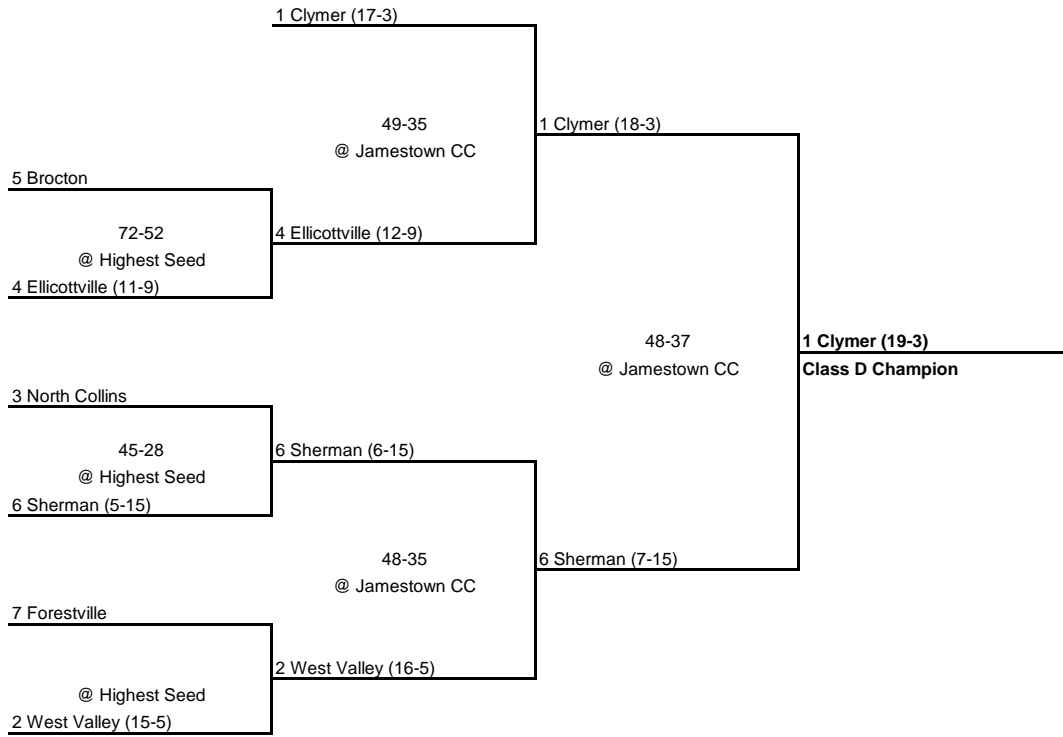 1 Clymer (17-3)
49-35
@ Jamestown CC
1 Clymer (18-3)
5 Brocton
72-52
@ Highest Seed
4 Ellicottville (12-9)
4 Ellicottville (11-9)
48-37
@ Jamestown CC
1 Clymer (19-3)
Class D Champion
3 North Collins
45-28
@ Highest Seed
6 Sherman (6-15)
6 Sherman (5-15)
48-35
@ Jamestown CC
6 Sherman (7-15)
7 Forestville
2 West Valley (16-5)
@ Highest Seed
2 West Valley (15-5)